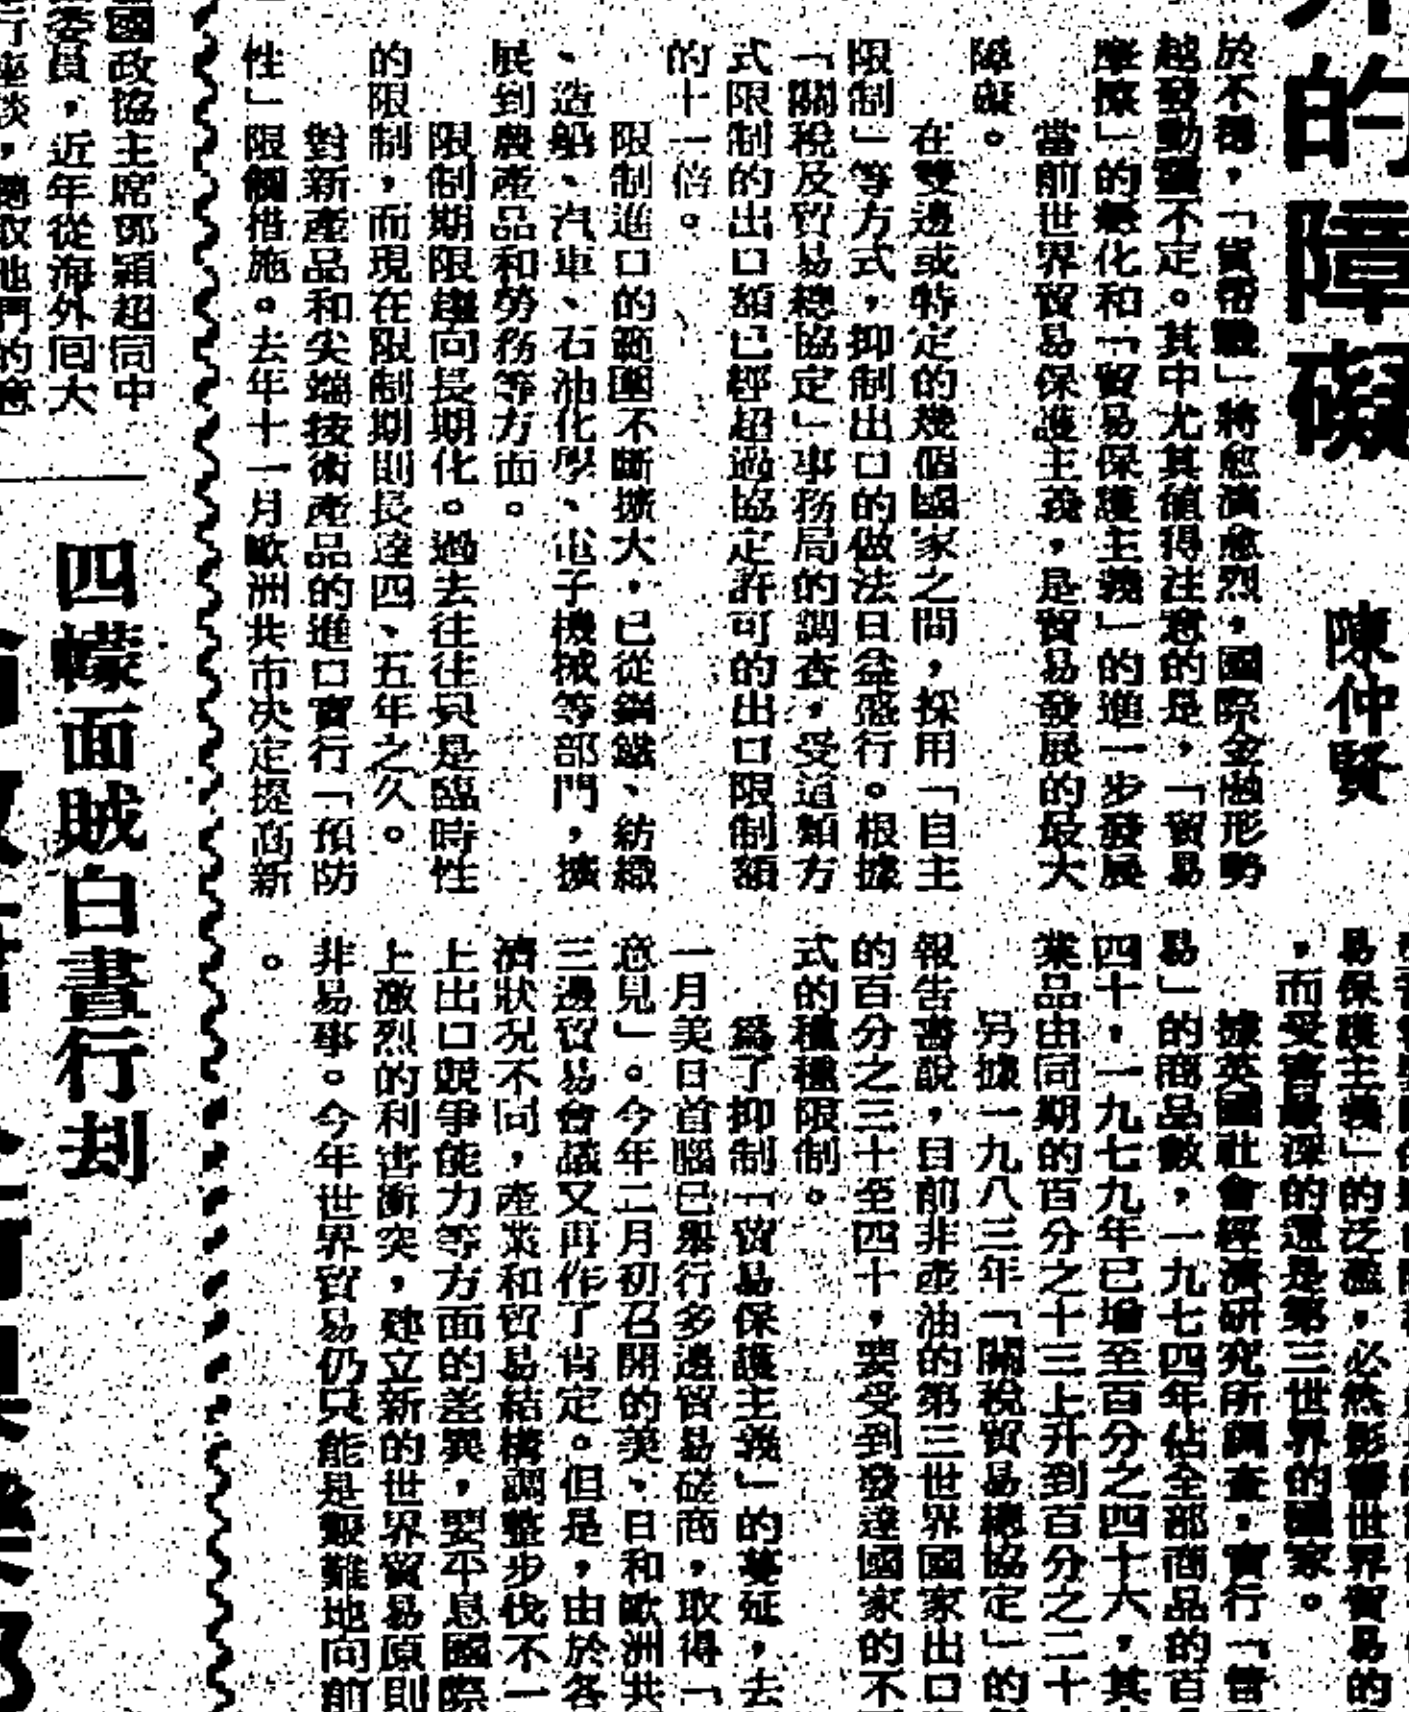 的障礙
陳仲賢
於不穩，「貨幣戰」將愈演愈烈，國際金融形勢
越發動盪不定。其中尤其值得注意的是，「貿易
摩擦」的激化和「貿易保護主義」的進一步發展
當前世界貿易保護主義，是貿易發展的最大
障礙。
在雙邊或特定的幾個國家之間，採用「自主
限制」等方式，抑制出口的做法日益盛行。根據
「關稅及貿易總協定」事務局的調查，受這類方
式限制的出口額已經超過協定許可的出口限制額
的十一倍。
限制進口的範圍不斷擴大，已從鋼鐵、紡織
、造船、汽車、石油化學、电子機械等部門，擴
展到農產品和勞務等方面。
限制期限趨向長期化。過去往往只是臨時性
的限制，而現在限制期則長達四、五年之久。
對新產品和尖端技術產品的進口實行「預防
性」限制措施。去年十一月歐洲共市决定提高新
易保護主義」的泛濫，必然影響世界貿易的
，而受害最深的還是第三世界的國家。
據英國社會經濟研究所調查，實行「管
易」的商品數，一九七四年佔全部商品的百
四十，一九七九年已增至百分之四十六，其
業品由同期的百分之十三上升到百分之二十
另據一九八三年「關稅貿易總協定」的
報告書說，目前非產油的第三世界國家出口
的百分之三十至四十，要受到發達國家的不
式的種種限制。
為了抑制「貿易保護主義」的蔓延，去
一月美日首腦已舉行多邊貿易磋商，取得「
意見」。今年二月初召開的美、日和歐洲共
三邊貿易會議又再作了肯定。但是，由於各
濟狀况不同，產業和貿易結構調整步伐不一
上出口競爭能力等方面的差異，要平息國際
上激烈的利害衝突，建立新的世界貿易原則
非易事。今年世界貿易仍只能是艱難地向前
。
國政協主席鄧穎超同中
委員，近年從海外回大
行座談，聽取他們的意
四幪面賊白晝行刧